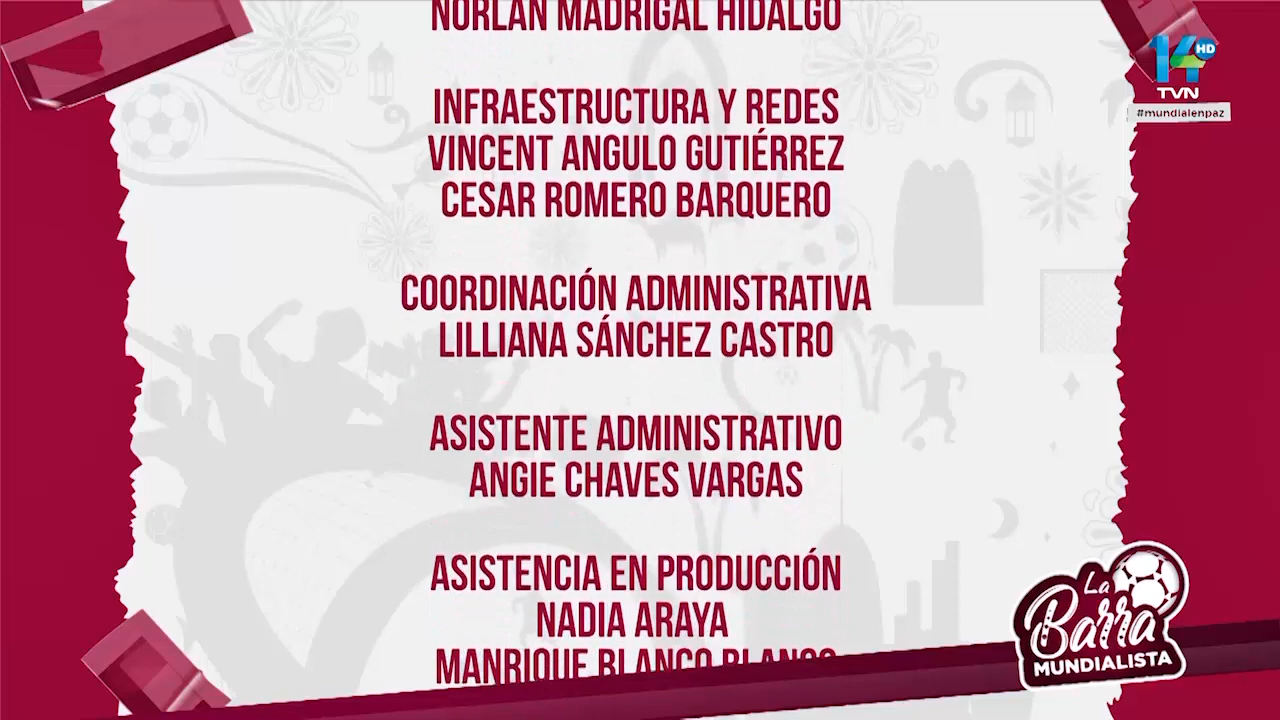 NORLAN MADRIGAL HIDALGO
INFRAESTRUCTURA Y REDES
VINCENT ANGULO GUTIÉRREZ
CESAR ROMERO BARQUERO
COORDINACIÓN ADMINISTRATIVA
LILLIANA SÁNCHEZ CASTRO
ASISTENTE ADMINISTRATIVO
ANGIE CHAVES VARGAS
ASISTENCIA EN PRODUCCIÓN
NADIA ARAYA
MANRIQUE BLANCO BLANCO
14 HD
TVN
#mundialenpaz
La
Barra
MUNDIALISTA